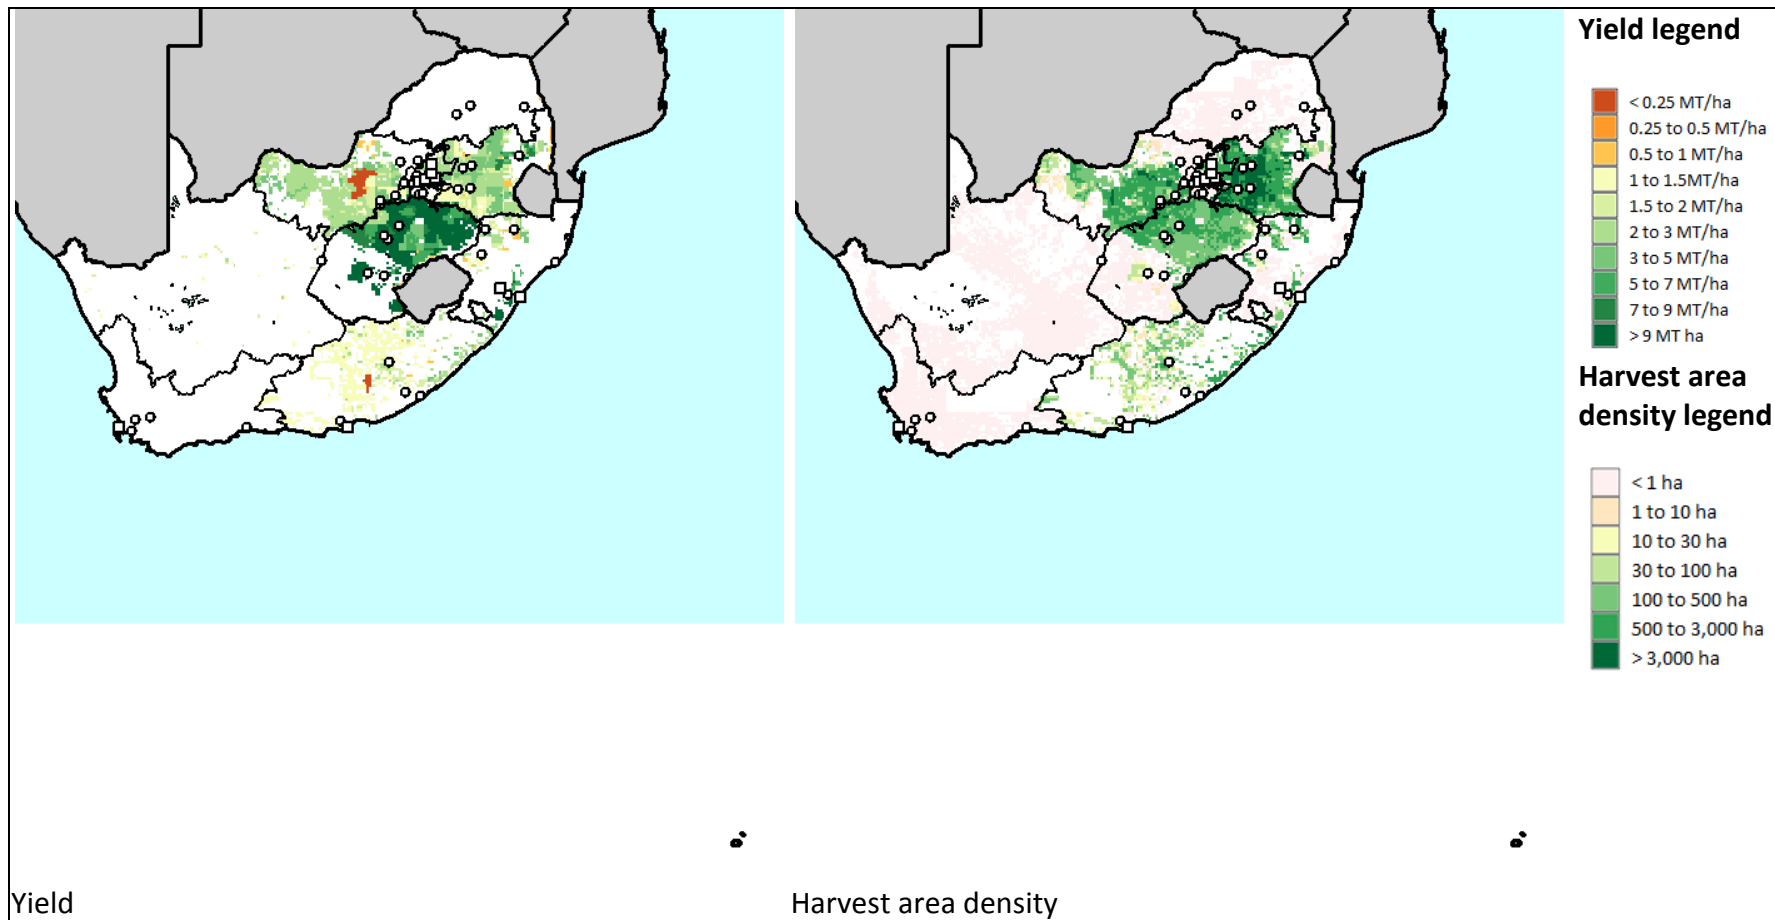 Yield legend
< 0.25 MT/ha
0.25 to 0.5 MT/ha
0.5 to 1 MT/ha
1 to 1.5MT/ha
1.5 to 2 MT/ha
2 to 3 MT/ha
3 to 5 MT/ha
5 to 7 MT/ha
7 to 9 MT/ha
> 9 MT ha
Harvest area
density legend
< 1 ha
1 to 10 ha
10 to 30 ha
30 to 100 ha
100 to 500 ha
500 to 3,000 ha
> 3,000 ha
Yield
Harvest area density